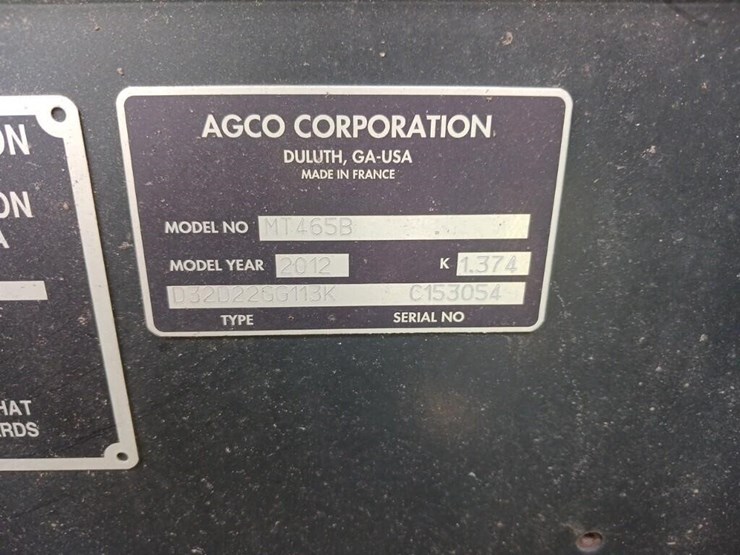 ON
ON
A
HAT
RDS
AGCO CORPORATION
DULUTH, GA-USA
MADE IN FRANCE
MODEL NO MT465B
MODEL YEAR 2012 K 1.374
C153054
TYPE SERIAL NO